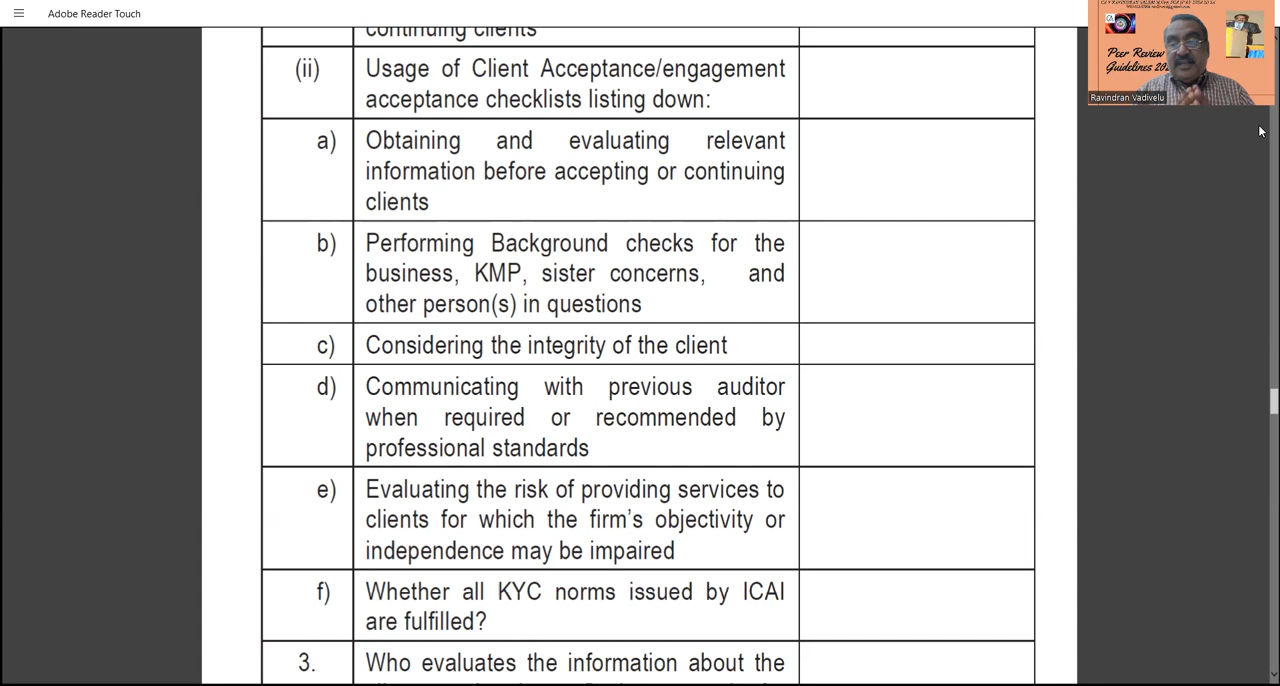 Adobe Reader Touch
continuing clients
(ii) Usage of Client Acceptance/engagement
acceptance checklists listing down:
a) Obtaining and evaluating relevant
information before accepting or continuing
clients
b) Performing Background checks for the
business, KMP, sister concerns, and
other person(s) in questions
c) Considering the integrity of the client
d) Communicating with previous auditor
when required or recommended by
professional standards
e) Evaluating the risk of providing services to
clients for which the firm's objectivity or
independence may be impaired
f) Whether all KYC norms issued by ICAI
are fulfilled?
3. Who evaluates the information about the
Peer Review
Guidelines
Ravindran Vadivelu